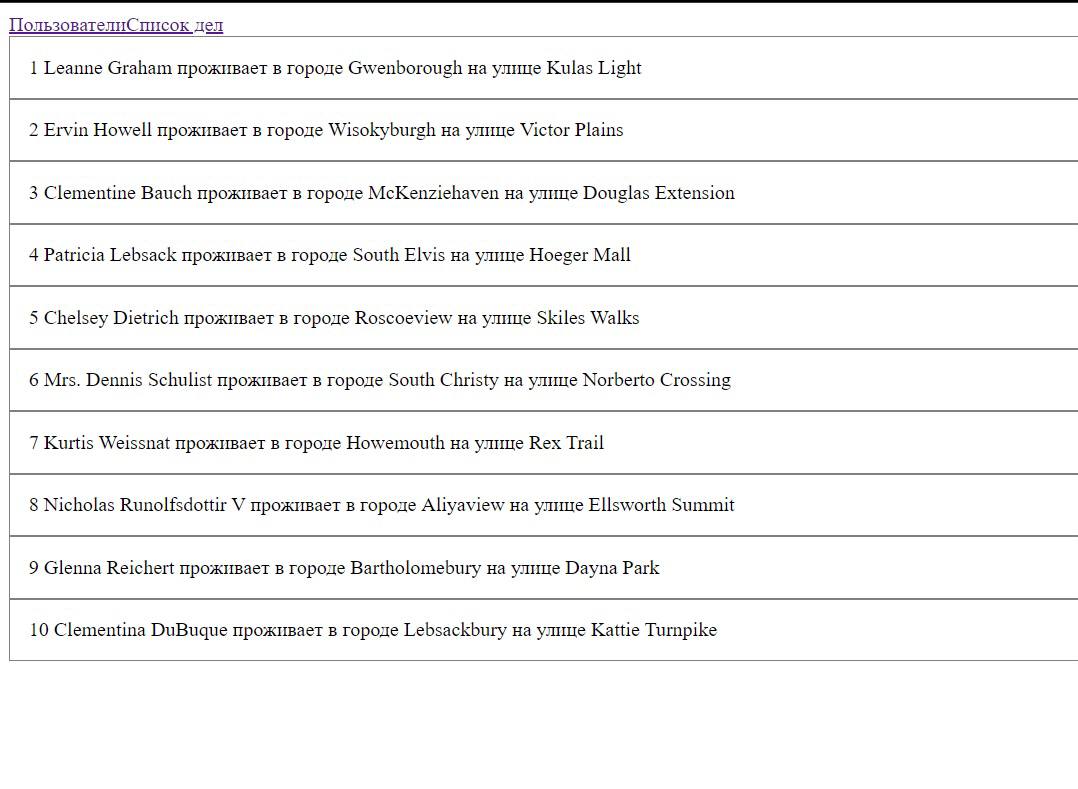 ПользователиСписок дел
1 Leanne Graham проживает в городе Gwenborough на улице Kulas Light
2 Ervin Howell проживает в городе Wisokyburgh на улице Victor Plains
3 Clementine Bauch проживает в городе McKenziehaven на улице Douglas Extension
4 Patricia Lebsack проживает в городе South Elvis на улице Hoeger Mall
5 Chelsey Dietrich проживает в городе Roscoeview на улице Skiles Walks
6 Mrs. Dennis Schulist проживает в городе South Christy на улице Norberto Crossing
7 Kurtis Weissnat проживает в городе Howemouth на улице Rex Trail
8 Nicholas Runolfsdottir V проживает в городе Aliyaview на улице Ellsworth Summit
9 Glenna Reichert проживает в городе Bartholomebury на улице Dayna Park
10 Clementina DuBuque проживает в городе Lebsackbury на улице Kattie Turnpike